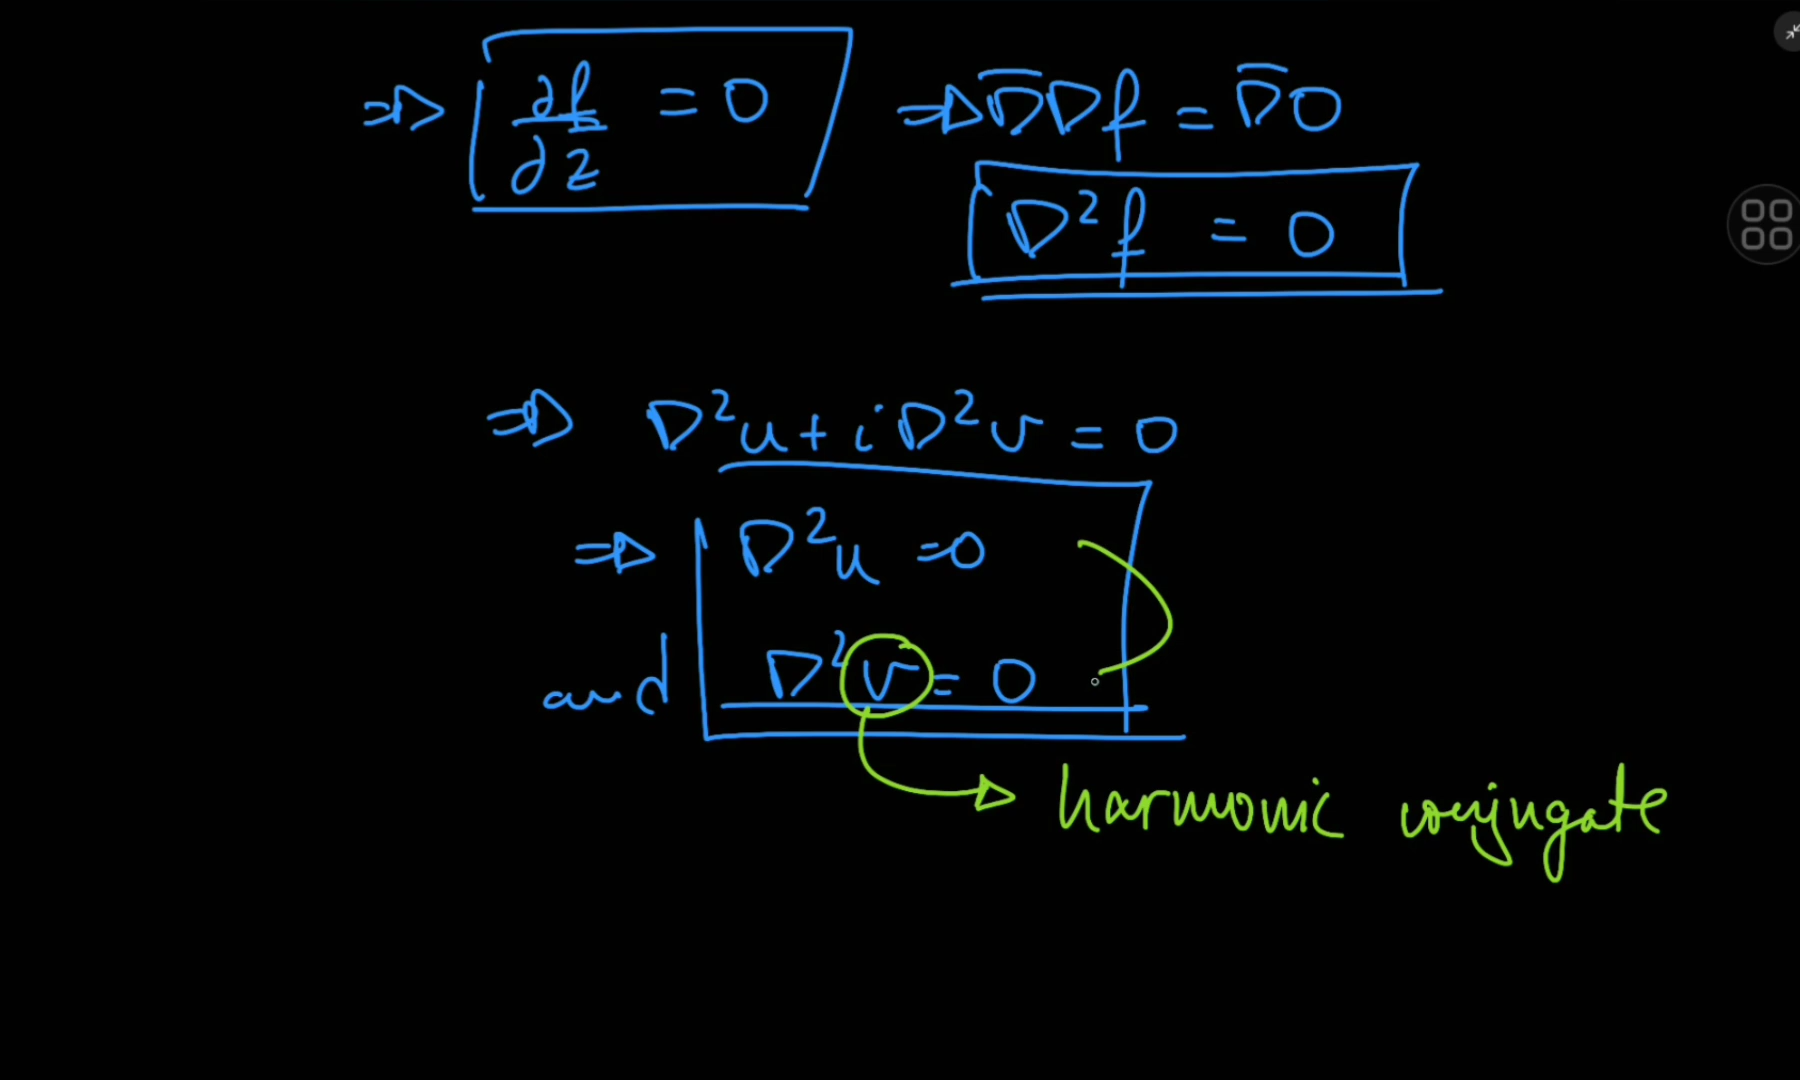 ⇒ ∂f/∂z̅ = 0 ⇒ D̅Df = D̅0
D²f = 0
⇒ D²u + iD²v = 0
⇒ D²u = 0
and D²v = 0
harmonic conjugate